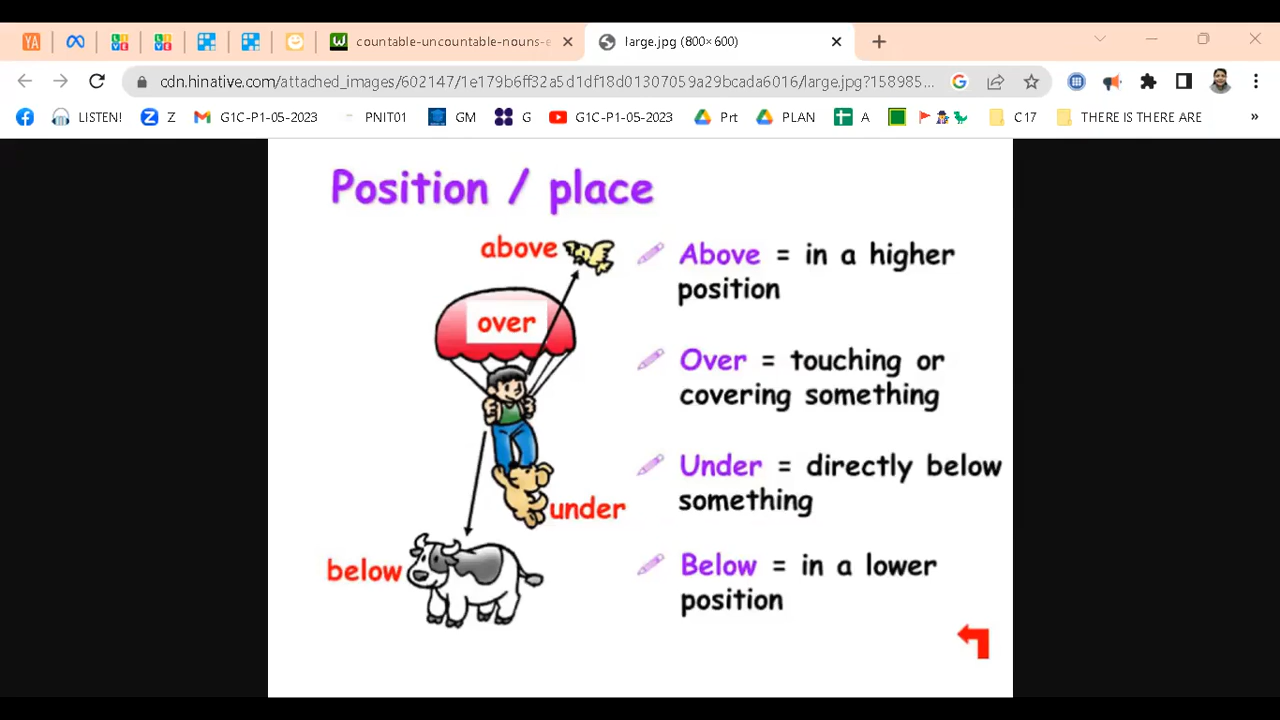 YA
LIVE
LIVE
countable-uncountable-nouns-e
large.jpg (800×600)
cdn.hinative.com/attached_images/602147/1e179b6ff32a5d1df18d01307059a29bcada6016/large.jpg?158985...
LISTEN! Z Z G1C-P1-05-2023 PNIT01 GM G G1C-P1-05-2023 Prt PLAN A C17 THERE IS THERE ARE »
Position / place
above
over
under
below
Above = in a higher
position
Over = touching or
covering something
Under = directly below
something
Below = in a lower
position